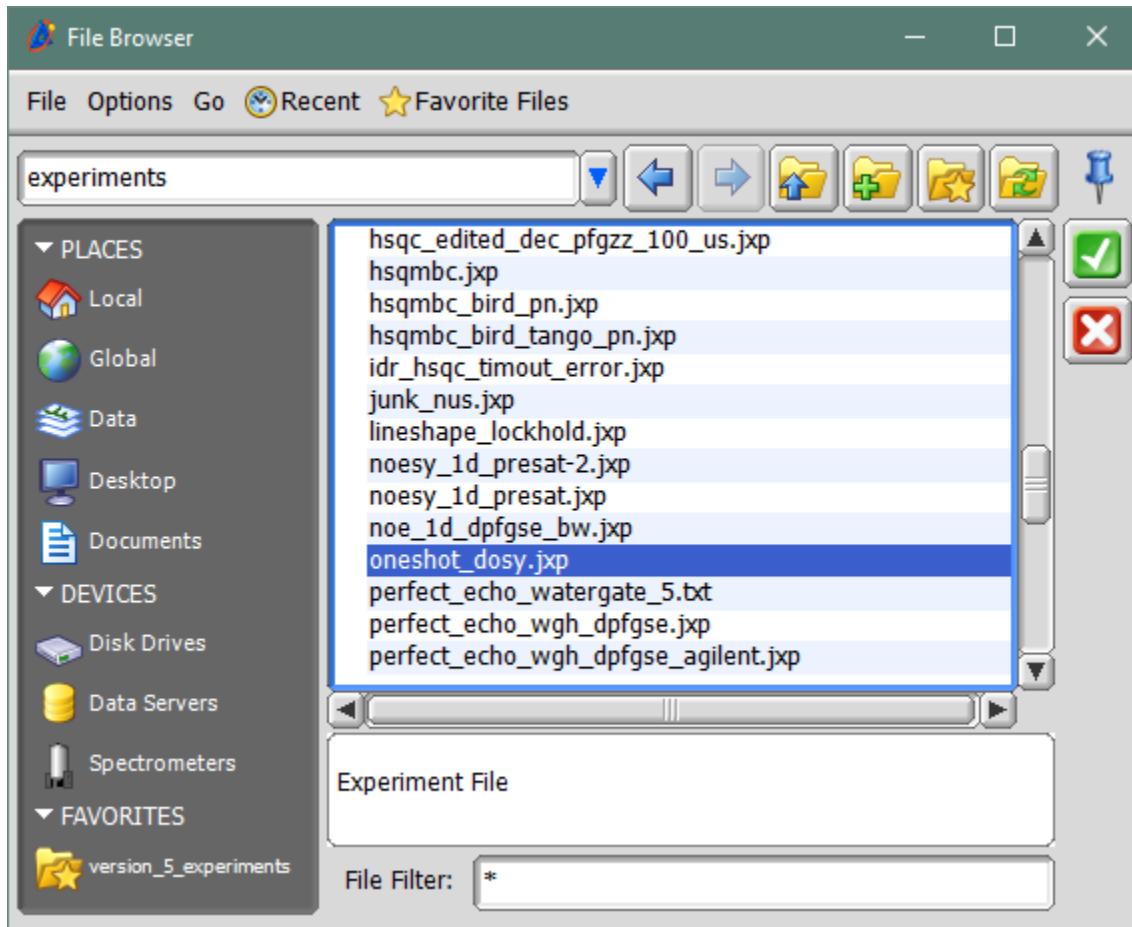 File Browser
File Options Go Recent Favorite Files
experiments
PLACES
Local
Global
Data
Desktop
Documents
DEVICES
Disk Drives
Data Servers
Spectrometers
FAVORITES
version_5_experiments
hsqc_edited_dec_pfgzz_100_us.jxp
hsqmbc.jxp
hsqmbc_bird_pn.jxp
hsqmbc_bird_tango_pn.jxp
idr_hsqc_timout_error.jxp
junk_nus.jxp
lineshape_lockhold.jxp
noesy_1d_presat-2.jxp
noesy_1d_presat.jxp
noe_1d_dpfgse_bw.jxp
oneshot_dosy.jxp
perfect_echo_watergate_5.txt
perfect_echo_wgh_dpfgse.jxp
perfect_echo_wgh_dpfgse_agilent.jxp
Experiment File
File Filter: *